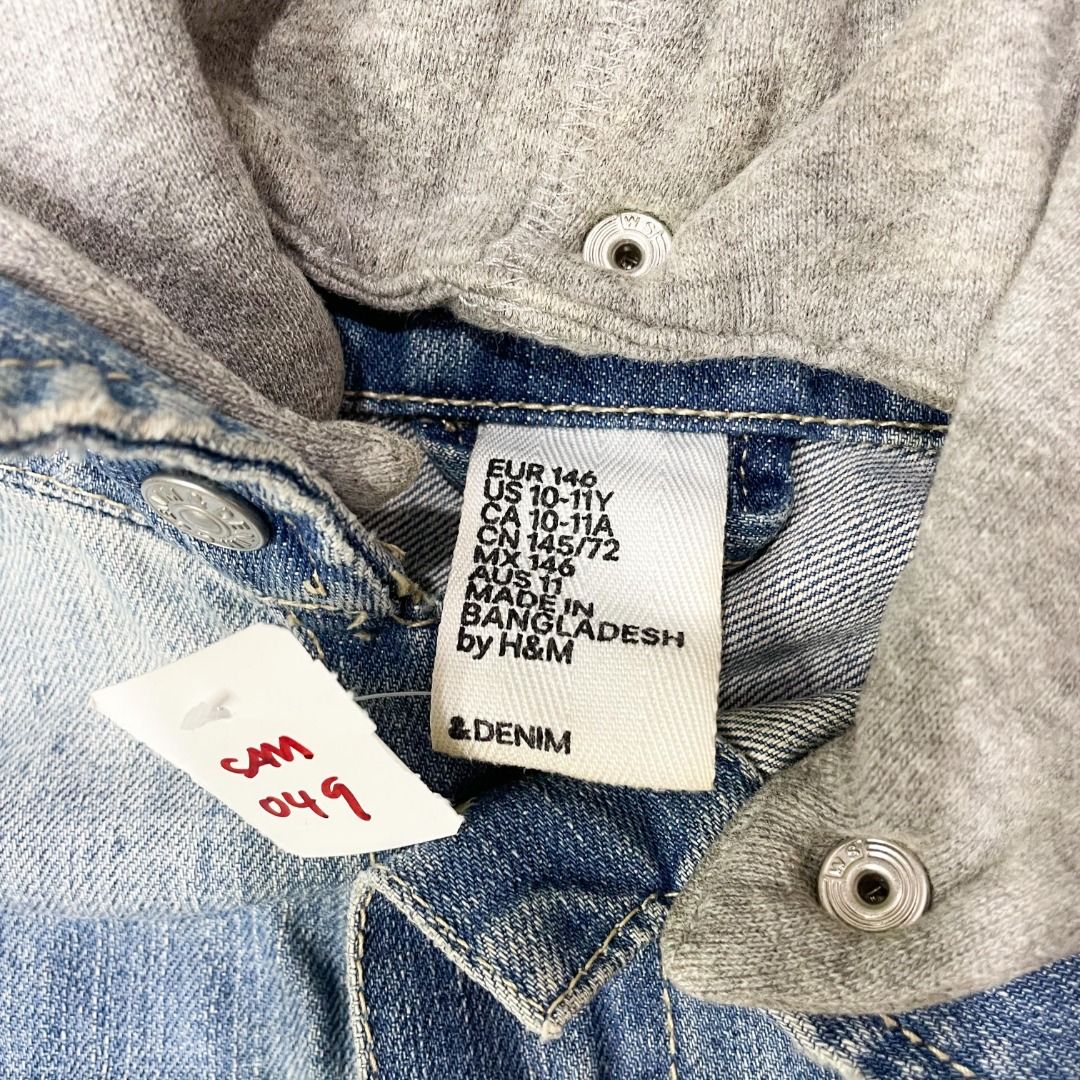 EUR 146
US 10-11Y
CA 10-11A
CN 145/72
MX 146
AUS 11
MADE IN
BANGLADESH
by H&M
&DENIM
SAM
049